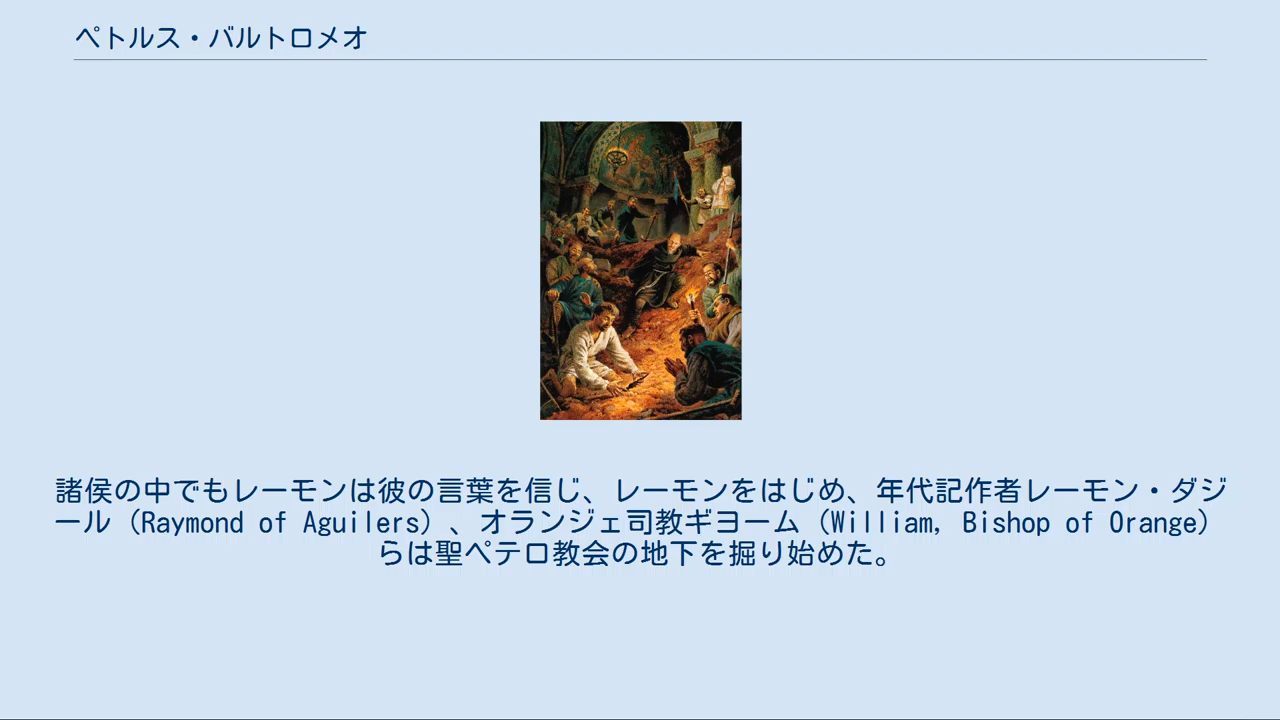 ペトルス・バルトロメオ
諸侯の中でもレーモンは彼の言葉を信じ、レーモンをはじめ、年代記作者レーモン・ダジ
ール（Raymond of Aguilers）、オランジェ司教ギヨーム（William, Bishop of Orange）
らは聖ペテロ教会の地下を掘り始めた。